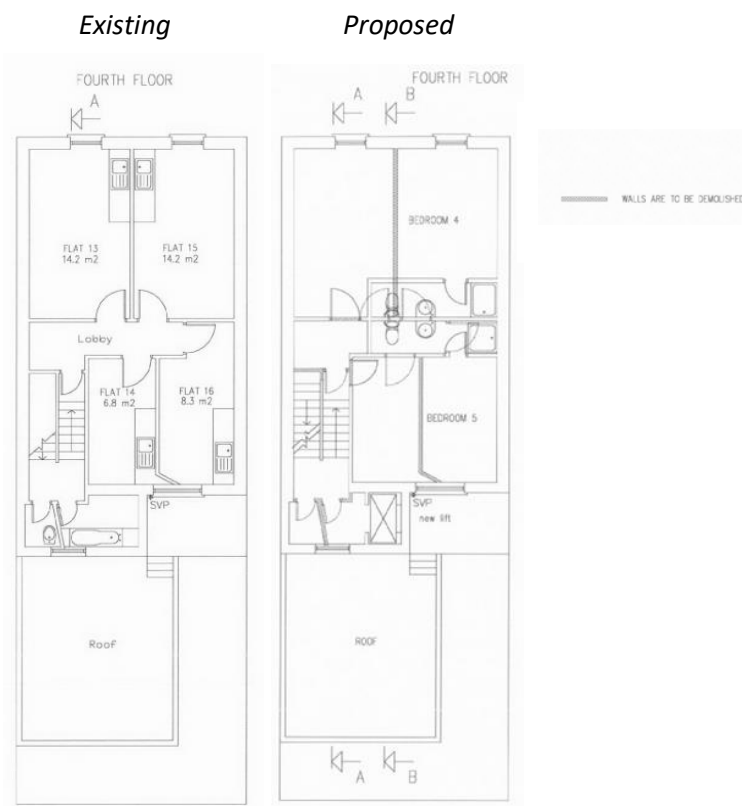 Existing
Proposed
FOURTH FLOOR
A
FLAT 13
14.2 m2
FLAT 15
14.2 m2
Lobby
FLAT 14
6.8 m2
FLAT 16
8.3 m2
SVP
Roof
FOURTH FLOOR
A
B
BEDROOM 4
BEDROOM 5
SVP
new lift
ROOF
A
B
WALLS ARE TO BE DEMOLISHED